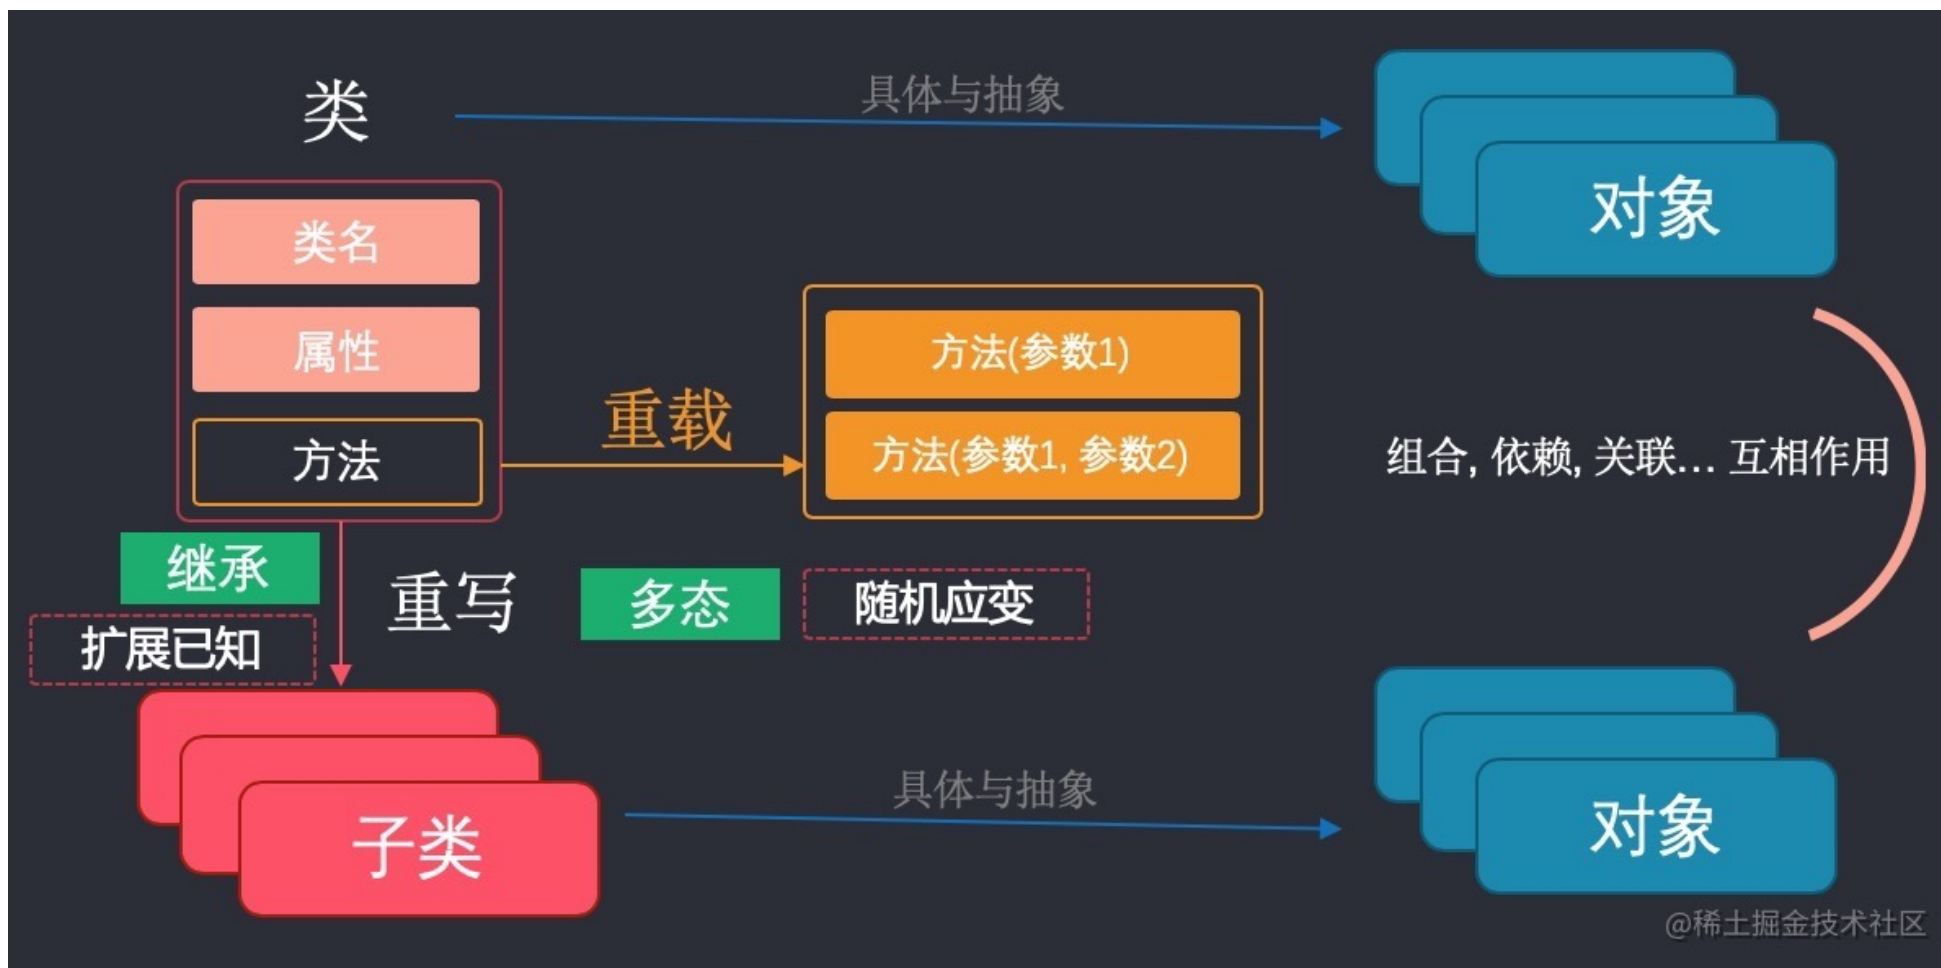 类
具体与抽象
对象
类名
属性
方法
重载
方法(参数1)
方法(参数1, 参数2)
组合, 依赖, 关联... 互相作用
继承
扩展已知
重写
多态
随机应变
子类
具体与抽象
对象
@稀土掘金技术社区